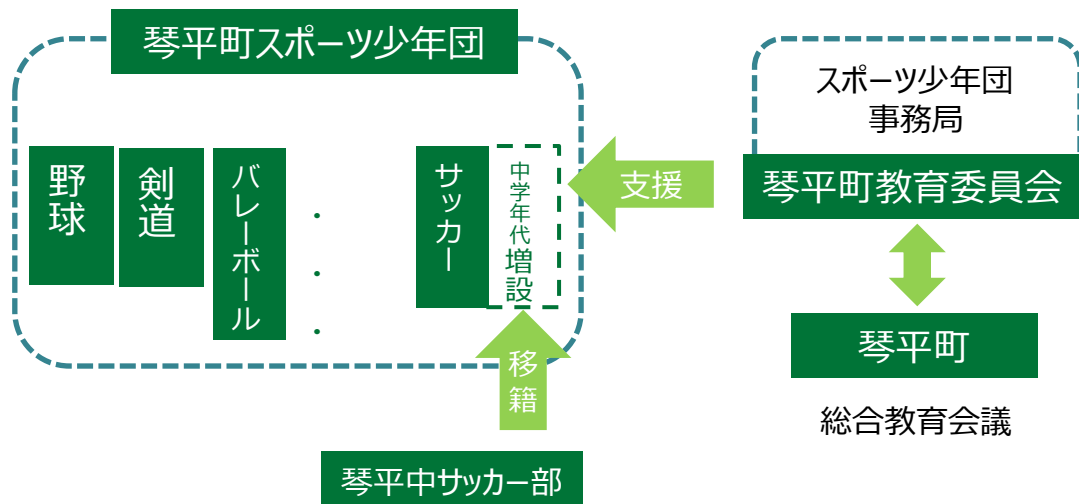 琴平町スポーツ少年団
野球
剣道
バレーボール
・
・
・
サッカー
中学年代
増設
支援
移籍
琴平中サッカー部
スポーツ少年団
事務局
琴平町教育委員会
琴平町
総合教育会議